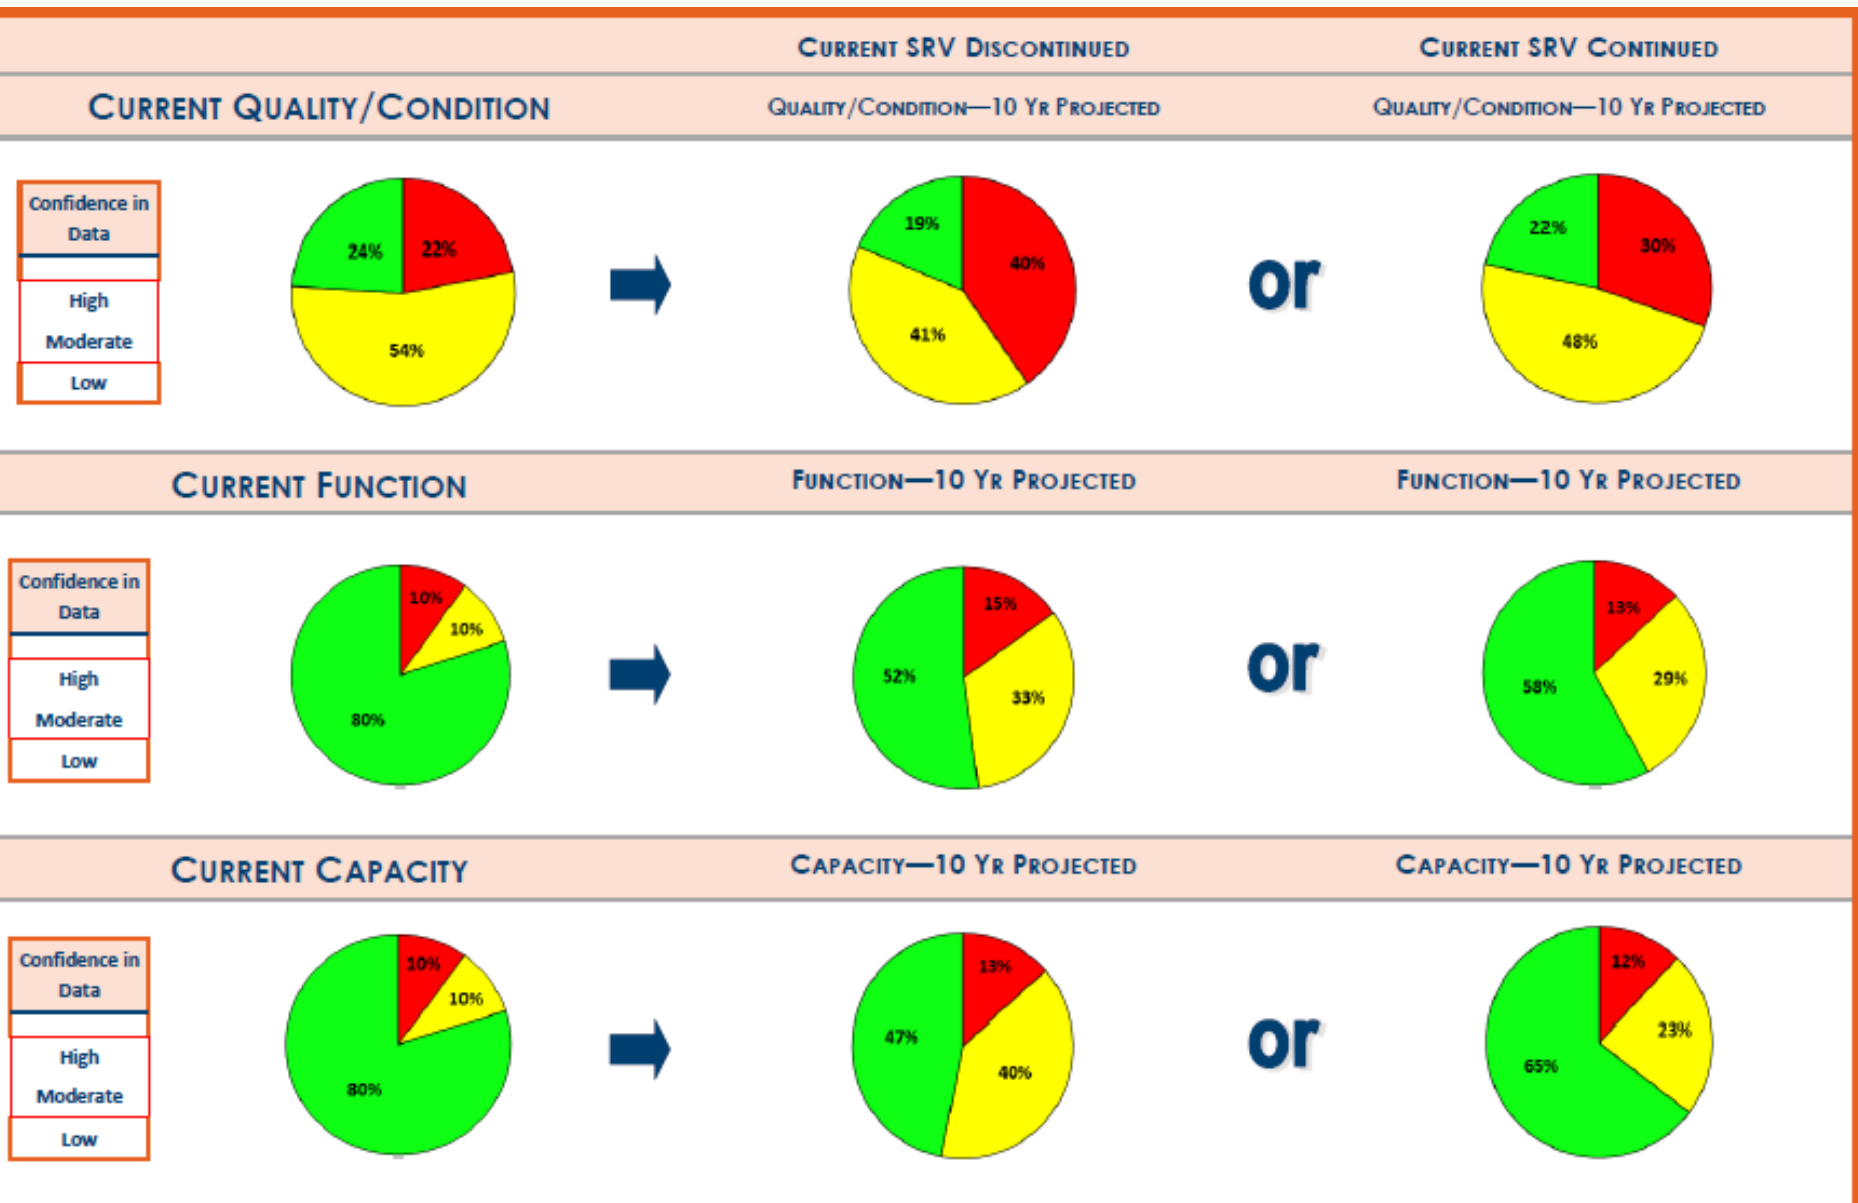 CURRENT SRV DISCONTINUED
CURRENT SRV CONTINUED
CURRENT QUALITY/CONDITION
QUALITY/CONDITION—10 YR PROJECTED
QUALITY/CONDITION—10 YR PROJECTED
Confidence in
Data
High
Moderate
Low
24%
22%
54%
19%
40%
41%
or
22%
30%
48%
CURRENT FUNCTION
FUNCTION—10 YR PROJECTED
FUNCTION—10 YR PROJECTED
Confidence in
Data
High
Moderate
Low
10%
10%
80%
15%
52%
33%
or
13%
29%
58%
CURRENT CAPACITY
CAPACITY—10 YR PROJECTED
CAPACITY—10 YR PROJECTED
Confidence in
Data
High
Moderate
Low
10%
10%
80%
13%
47%
40%
or
12%
23%
65%